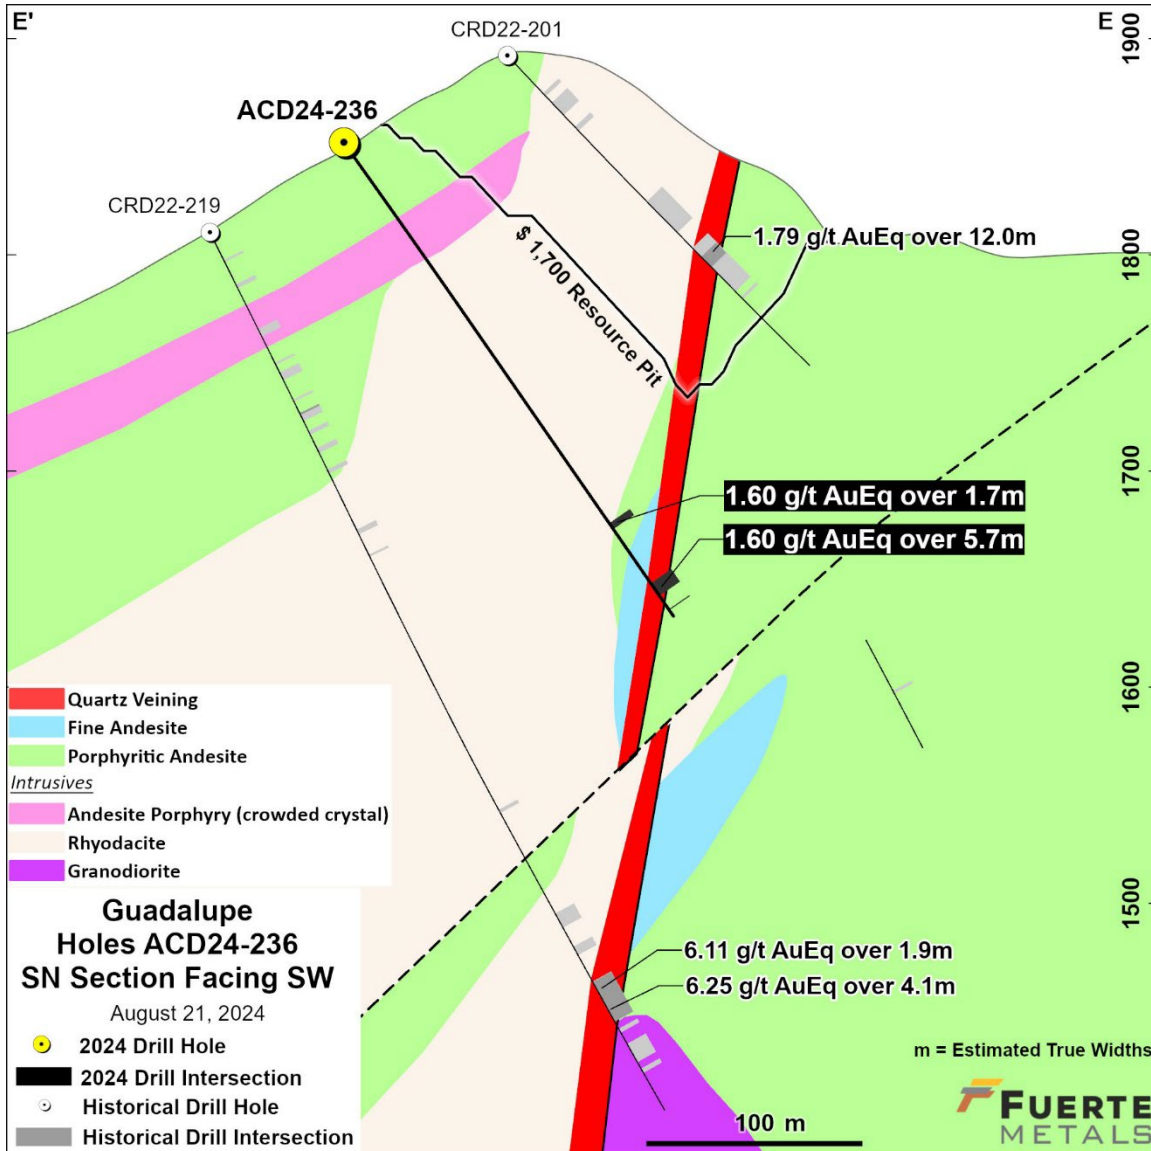 E'
E
CRD22-201
1900
ACD24-236
CRD22-219
1.79 g/t AuEq over 12.0m
1800
$ 1,700 Resource Pit
1700
1.60 g/t AuEq over 1.7m
1.60 g/t AuEq over 5.7m
1600
Quartz Veining
Fine Andesite
Porphyritic Andesite
Intrusives
Andesite Porphyry (crowded crystal)
Rhyodacite
Granodiorite
1500
Guadalupe
Holes ACD24-236
SN Section Facing SW
August 21, 2024
2024 Drill Hole
2024 Drill Intersection
Historical Drill Hole
Historical Drill Intersection
6.11 g/t AuEq over 1.9m
6.25 g/t AuEq over 4.1m
m = Estimated True Widths
100 m
FUERTE
METALS